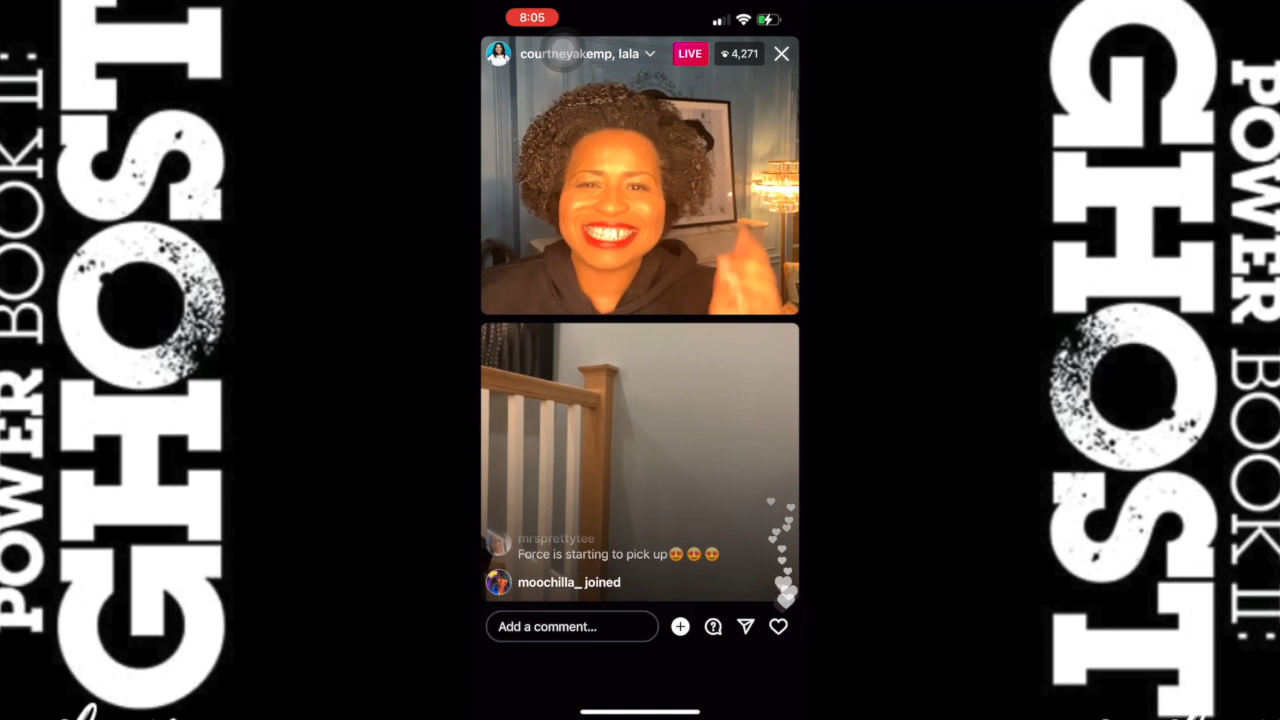 POWER BOOK II:
GHOST
8:05
courtneyakemp, lala
LIVE
4,271
mrsprettytee
Force is starting to pick up😍😍😍
moochilla_ joined
Add a comment...
POWER BOOK II:
GHOST